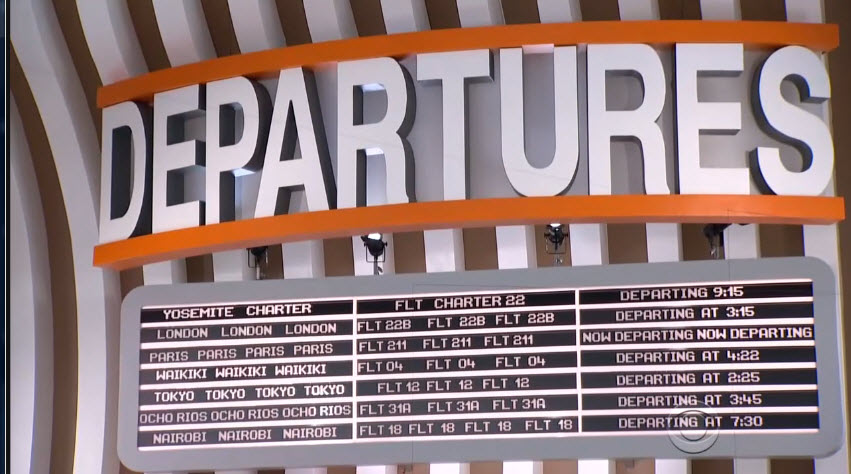 DEPARTURES
YOSEMITE CHARTER FLT CHARTER 22 DEPARTING 9:15
LONDON LONDON LONDON FLT 22B FLT 22B FLT 22B DEPARTING AT 3:15
PARIS PARIS PARIS PARIS FLT 211 FLT 211 FLT 211 NOW DEPARTING NOW DEPARTING
WAIKIKI WAIKIKI WAIKIKI FLT 04 FLT 04 FLT 04 DEPARTING AT 4:22
TOKYO TOKYO TOKYO TOKYO FLT 12 FLT 12 FLT 12 DEPARTING AT 2:25
OCHO RIOS OCHO RIOS OCHO RIOS FLT 31A FLT 31A FLT 31A DEPARTING AT 3:45
NAIROBI NAIROBI NAIROBI FLT 18 FLT 18 FLT 18 FLT 18 DEPARTING AT 7:30